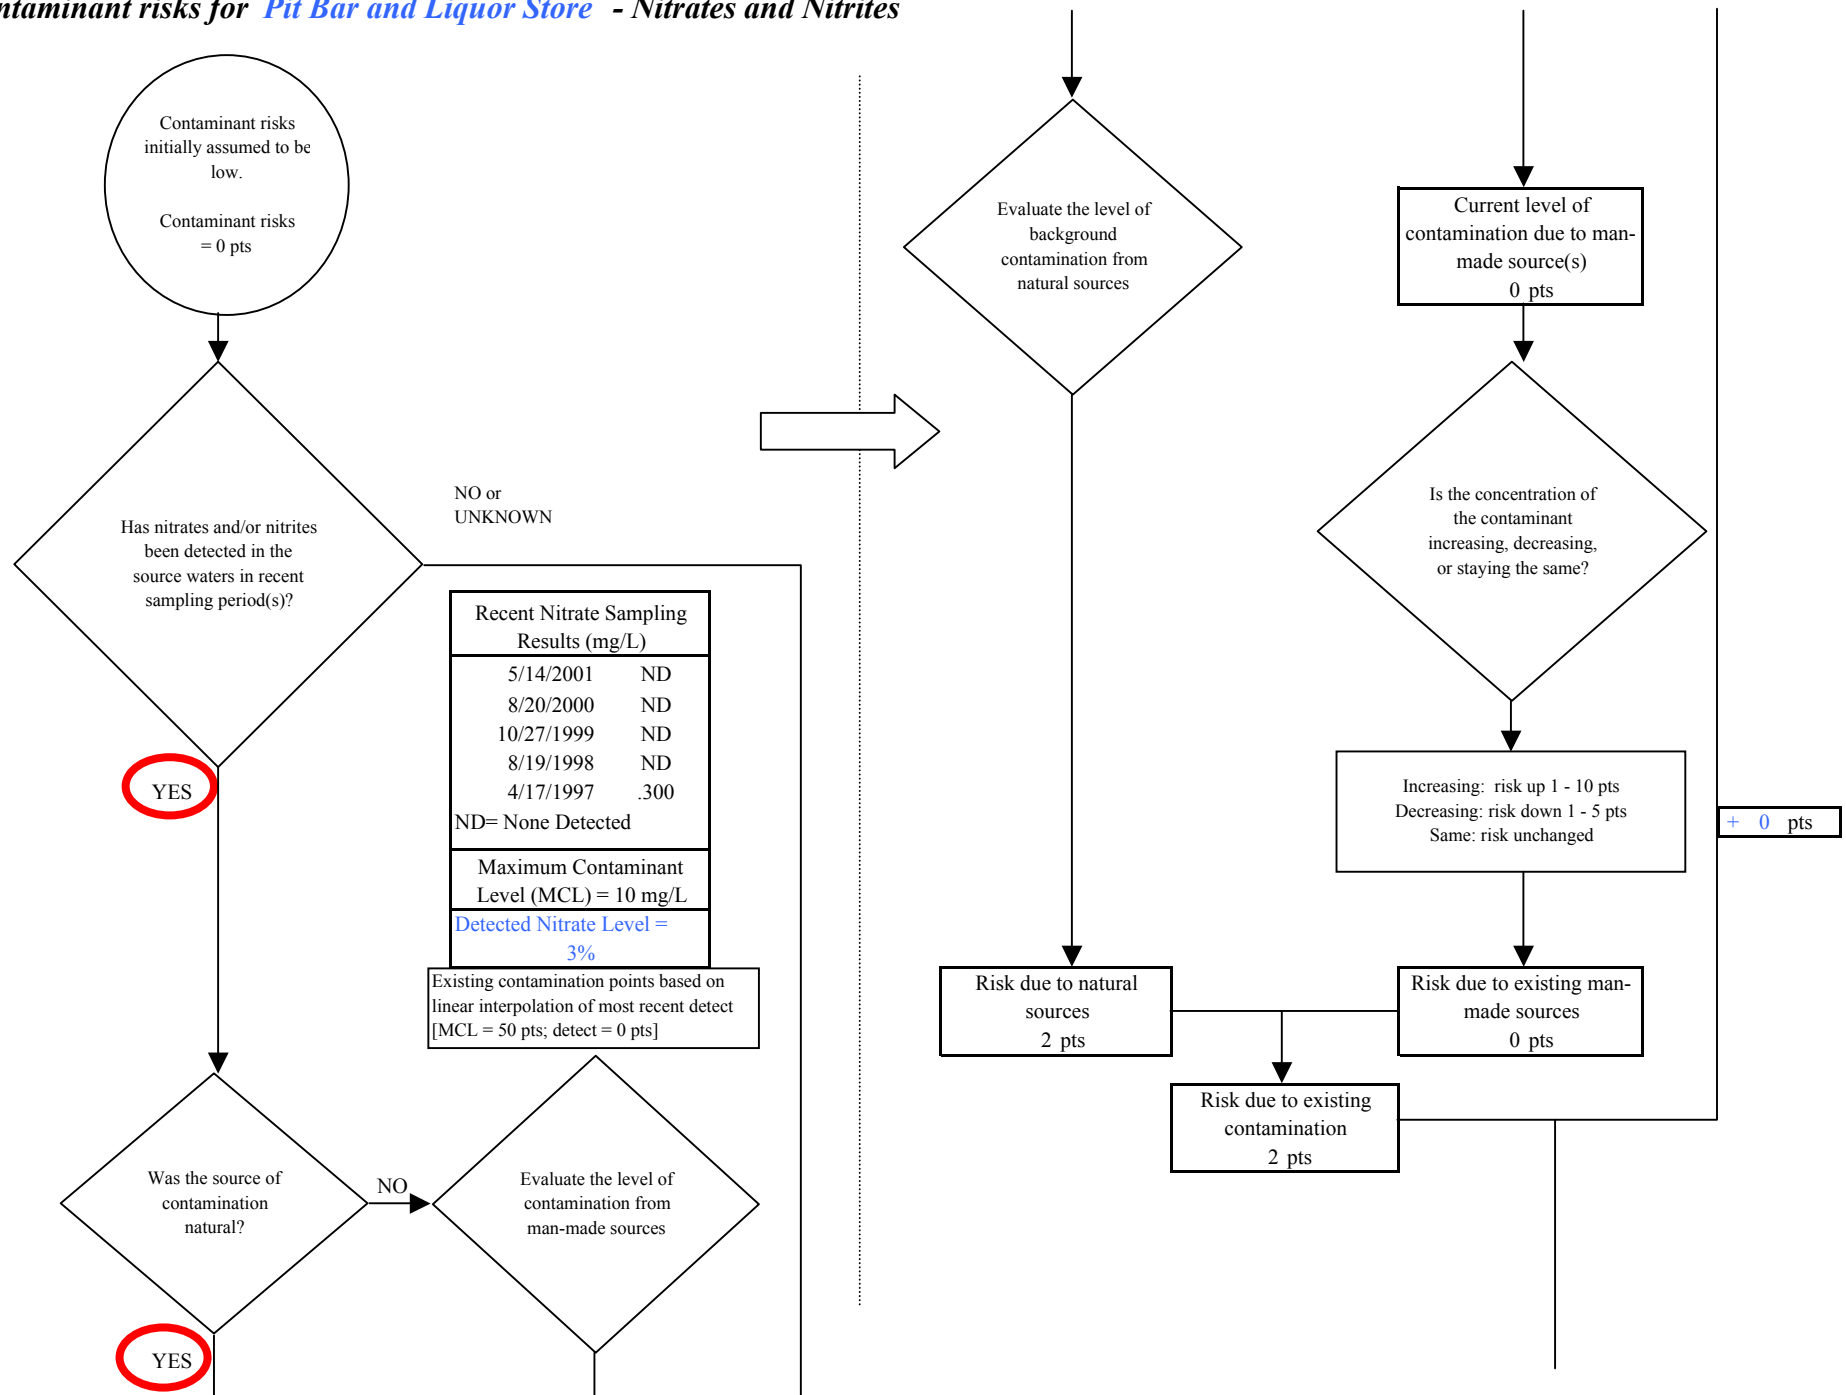 ntaminant risks for Pit Bar and Liquor Store - Nitrates and Nitrites
Contaminant risks
initially assumed to be
low.
Contaminant risks
= 0 pts
Has nitrates and/or nitrites
been detected in the
source waters in recent
sampling period(s)?
NO or
UNKNOWN
YES
Recent Nitrate Sampling
Results (mg/L)
5/14/2001 ND
8/20/2000 ND
10/27/1999 ND
8/19/1998 ND
4/17/1997 .300
ND= None Detected
Maximum Contaminant
Level (MCL) = 10 mg/L
Detected Nitrate Level =
3%
Existing contamination points based on
linear interpolation of most recent detect
[MCL = 50 pts; detect = 0 pts]
Was the source of
contamination
natural?
NO
Evaluate the level of
contamination from
man-made sources
YES
Evaluate the level of
background
contamination from
natural sources
Current level of
contamination due to man-
made source(s)
0 pts
Is the concentration of
the contaminant
increasing, decreasing,
or staying the same?
Increasing: risk up 1 - 10 pts
Decreasing: risk down 1 - 5 pts
Same: risk unchanged
+ 0 pts
Risk due to natural
sources
2 pts
Risk due to existing man-
made sources
0 pts
Risk due to existing
contamination
2 pts